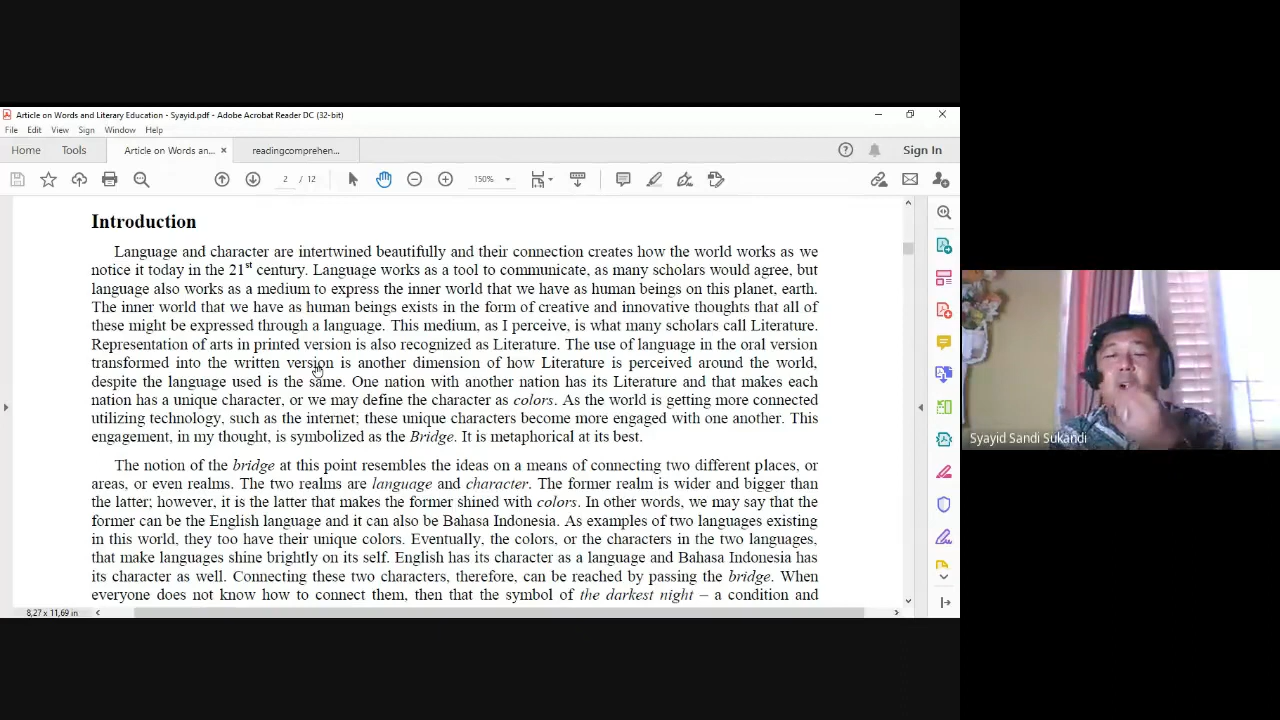 Article on Words and Literary Education - Syayid.pdf - Adobe Acrobat Reader DC (32-bit)
File Edit View Sign Window Help
Home Tools Article on Words an... × readingcomprehen... Sign In
2 / 12 150%
Introduction
Language and character are intertwined beautifully and their connection creates how the world works as we
notice it today in the 21st century. Language works as a tool to communicate, as many scholars would agree, but
language also works as a medium to express the inner world that we have as human beings on this planet, earth.
The inner world that we have as human beings exists in the form of creative and innovative thoughts that all of
these might be expressed through a language. This medium, as I perceive, is what many scholars call Literature.
Representation of arts in printed version is also recognized as Literature. The use of language in the oral version
transformed into the written version is another dimension of how Literature is perceived around the world,
despite the language used is the same. One nation with another nation has its Literature and that makes each
nation has a unique character, or we may define the character as colors. As the world is getting more connected
utilizing technology, such as the internet; these unique characters become more engaged with one another. This
engagement, in my thought, is symbolized as the Bridge. It is metaphorical at its best.
The notion of the bridge at this point resembles the ideas on a means of connecting two different places, or
areas, or even realms. The two realms are language and character. The former realm is wider and bigger than
the latter; however, it is the latter that makes the former shined with colors. In other words, we may say that the
former can be the English language and it can also be Bahasa Indonesia. As examples of two languages existing
in this world, they too have their unique colors. Eventually, the colors, or the characters in the two languages,
that make languages shine brightly on its self. English has its character as a language and Bahasa Indonesia has
its character as well. Connecting these two characters, therefore, can be reached by passing the bridge. When
everyone does not know how to connect them, then that the symbol of the darkest night – a condition and
8,27 x 11,69 in
Syayid Sandi Sukandi